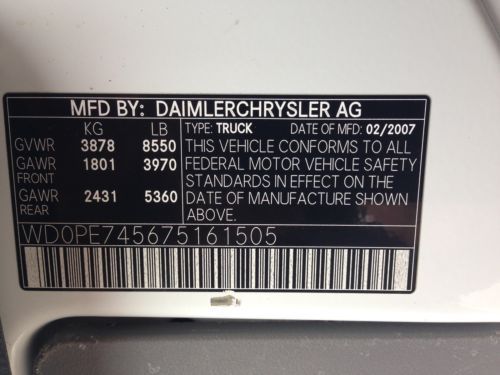 MFD BY: DAIMLERCHRYSLER AG
KG LB
GVWR 3878 8550
GAWR 1801 3970
FRONT
GAWR 2431 5360
REAR
TYPE: TRUCK DATE OF MFD: 02/2007
THIS VEHICLE CONFORMS TO ALL
FEDERAL MOTOR VEHICLE SAFETY
STANDARDS IN EFFECT ON THE
DATE OF MANUFACTURE SHOWN
ABOVE.
WD0PE745675161505